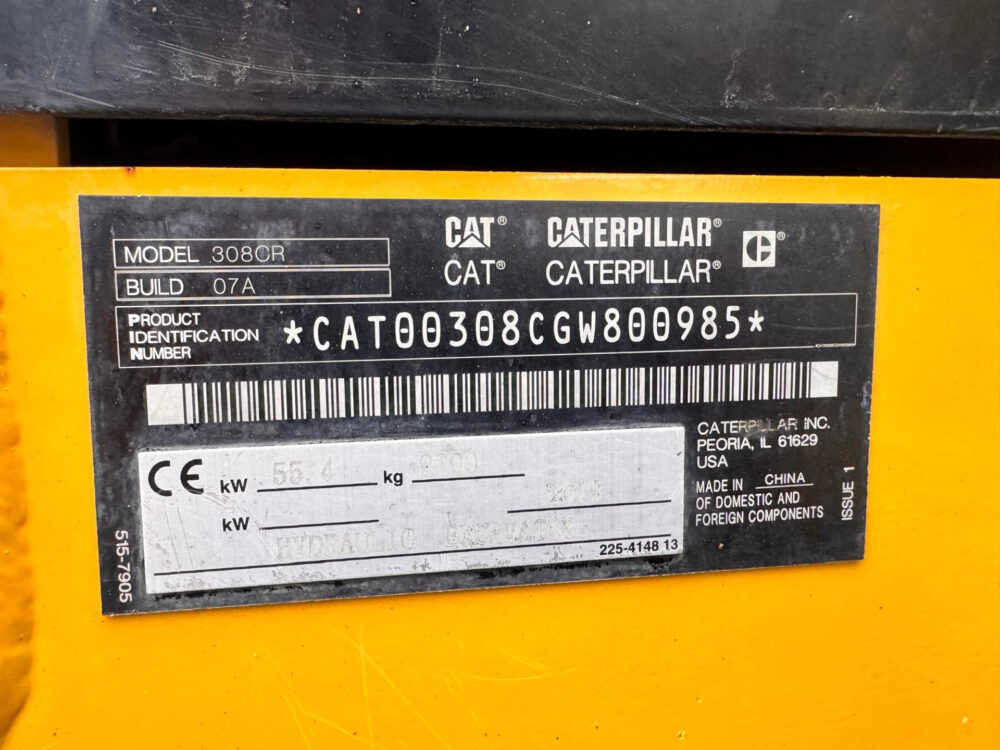 CAT® CATERPILLAR®
CAT® CATERPILLAR®
MODEL 308CR
BUILD 07A
PRODUCT IDENTIFICATION NUMBER
*CAT00308CGW800985*
CATERPILLAR INC.
PEORIA, IL 61629
USA
MADE IN CHINA
OF DOMESTIC AND
FOREIGN COMPONENTS
ISSUE 1
CE kW 55.4 kg
kW
HYDRAULIC
225-4148 13
515-7905